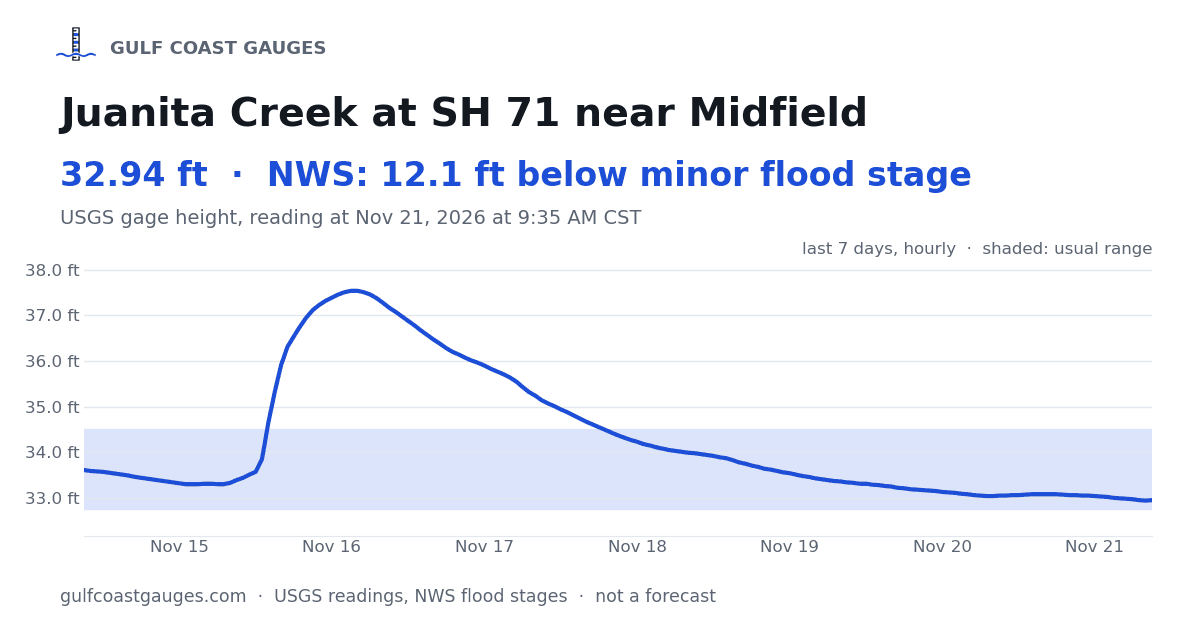 GULF COAST GAUGES
Juanita Creek at SH 71 near Midfield
32.94 ft · NWS: 12.1 ft below minor flood stage
USGS gage height, reading at Nov 21, 2026 at 9:35 AM CST
last 7 days, hourly · shaded: usual range
38.0 ft
37.0 ft
36.0 ft
35.0 ft
34.0 ft
33.0 ft
Nov 15 Nov 16 Nov 17 Nov 18 Nov 19 Nov 20 Nov 21
gulfcoastgauges.com · USGS readings, NWS flood stages · not a forecast